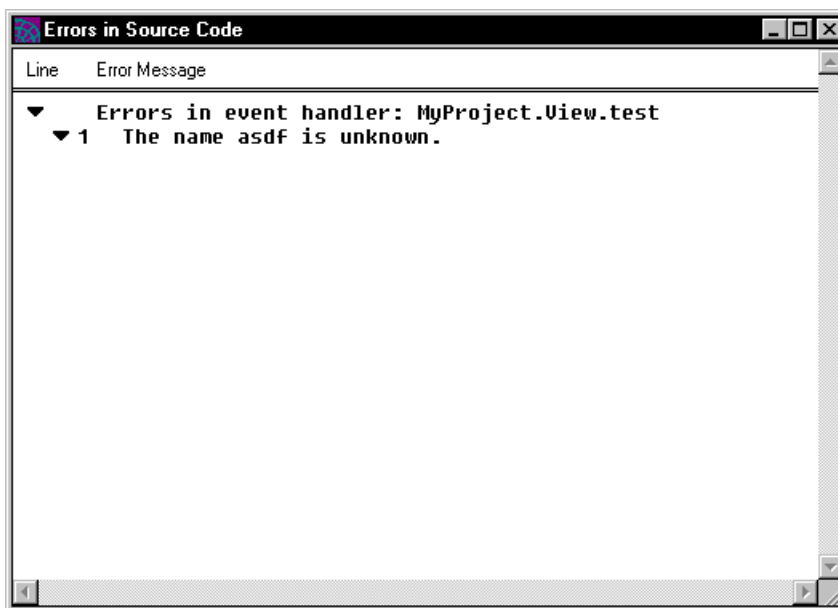 Errors in Source Code
Line Error Message
Errors in event handler: MyProject.View.test
1 The name asdf is unknown.